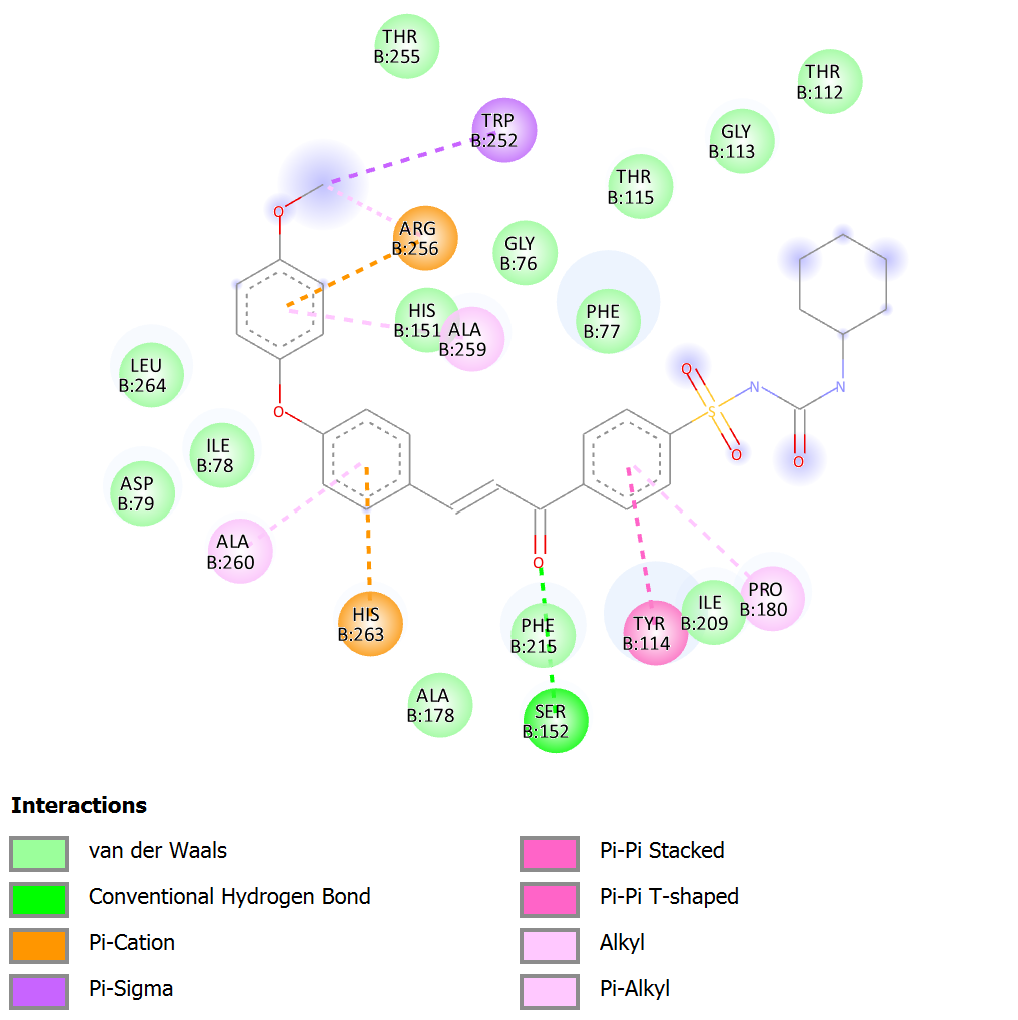 THR
B:255
THR
B:112
TRP
B:252
GLY
B:113
THR
B:115
O
ARG
B:256
GLY
B:76
HIS
B:151
ALA
B:259
PHE
B:77
LEU
B:264
O
N
N
O
S
O
O
O
ILE
B:78
ASP
B:79
ALA
B:260
O
HIS
B:263
PHE
B:215
TYR
B:114
ILE
B:209
PRO
B:180
ALA
B:178
SER
B:152
Interactions
van der Waals
Conventional Hydrogen Bond
Pi-Cation
Pi-Sigma
Pi-Pi Stacked
Pi-Pi T-shaped
Alkyl
Pi-Alkyl